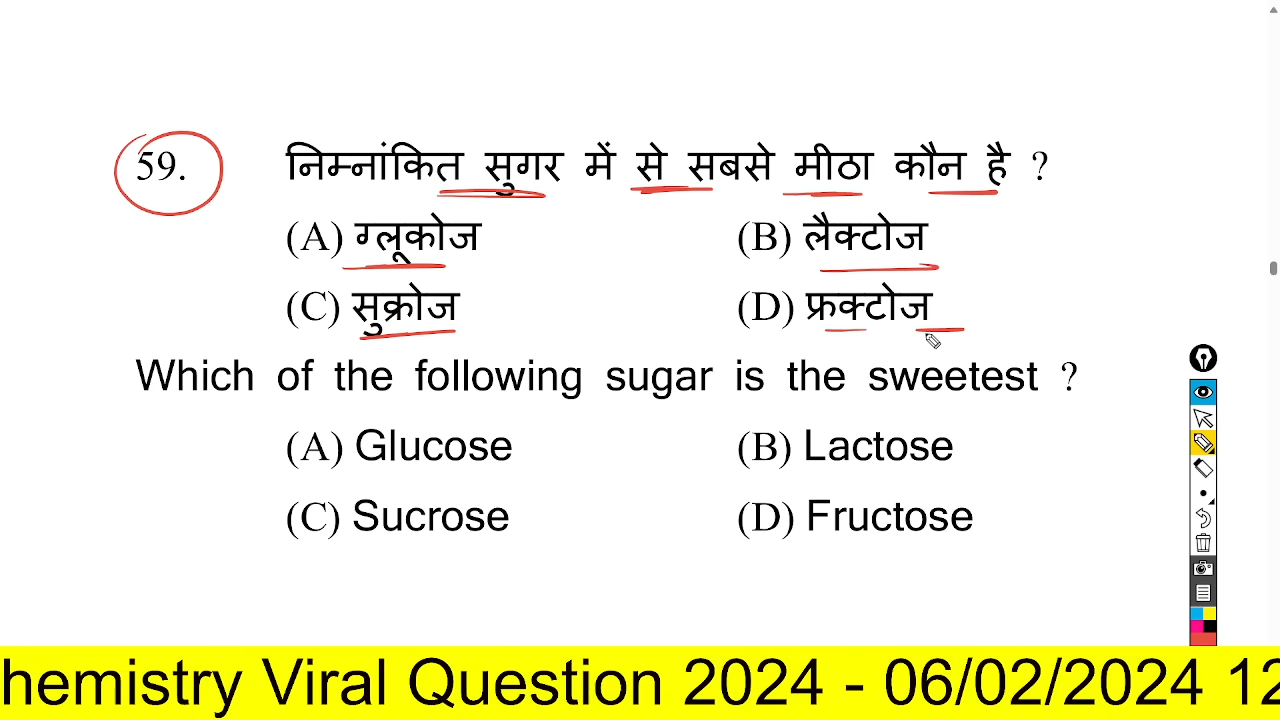 59. निम्नांकित सुगर में से सबसे मीठा कौन है ?
(A) ग्लूकोज (B) लैक्टोज
(C) सुक्रोज (D) फ्रक्टोज
Which of the following sugar is the sweetest ?
(A) Glucose (B) Lactose
(C) Sucrose (D) Fructose
hemistry Viral Question 2024 - 06/02/2024 12